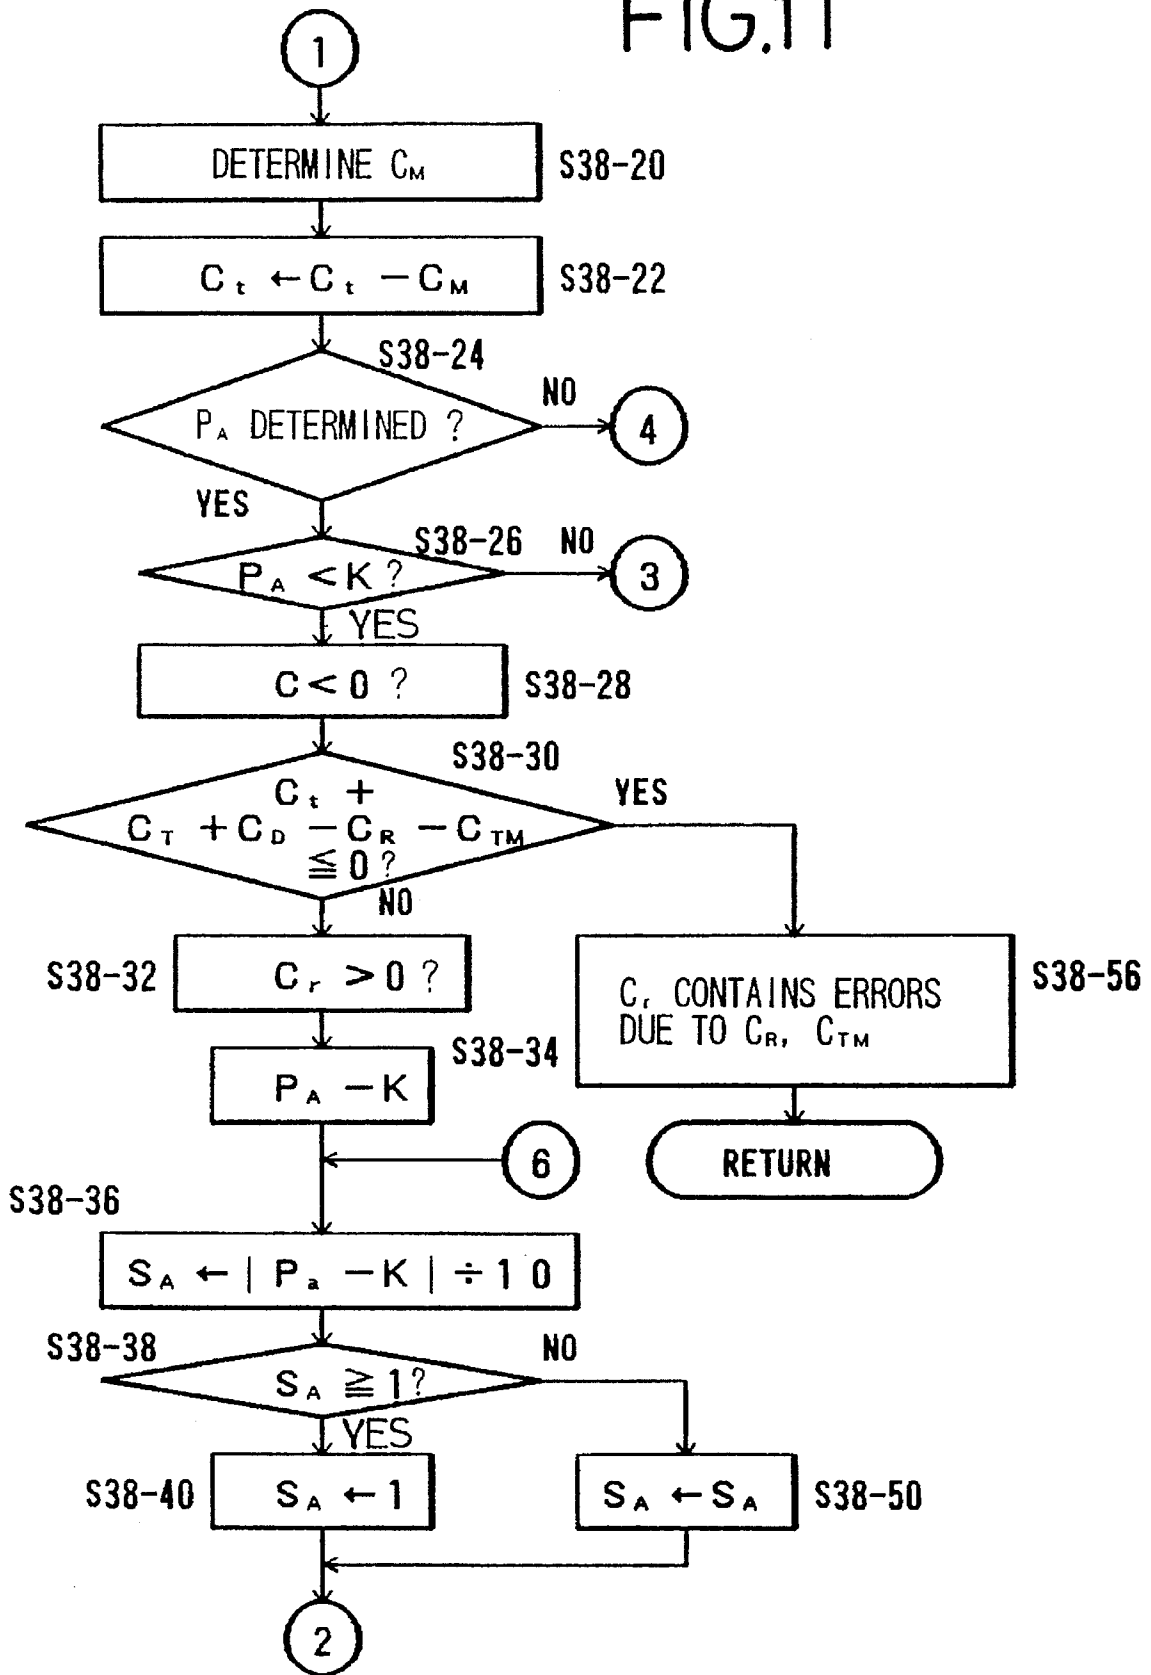 FIG.11
1
DETERMINE C_M
S38-20
C_t ← C_t − C_M
S38-22
S38-24
P_A DETERMINED ?
NO
4
YES
S38-26
NO
P_A < K ?
3
YES
C < 0 ?
S38-28
S38-30
C_t +
C_T + C_D − C_R − C_TM
≦ 0 ?
YES
NO
S38-32
C_r > 0 ?
C_r CONTAINS ERRORS
DUE TO C_R, C_TM
S38-56
S38-34
P_A − K
6
RETURN
S38-36
S_A ← | P_a − K | ÷ 1 0
S38-38
NO
S_A ≧ 1 ?
YES
S38-40
S_A ← 1
S_A ← S_A
S38-50
2